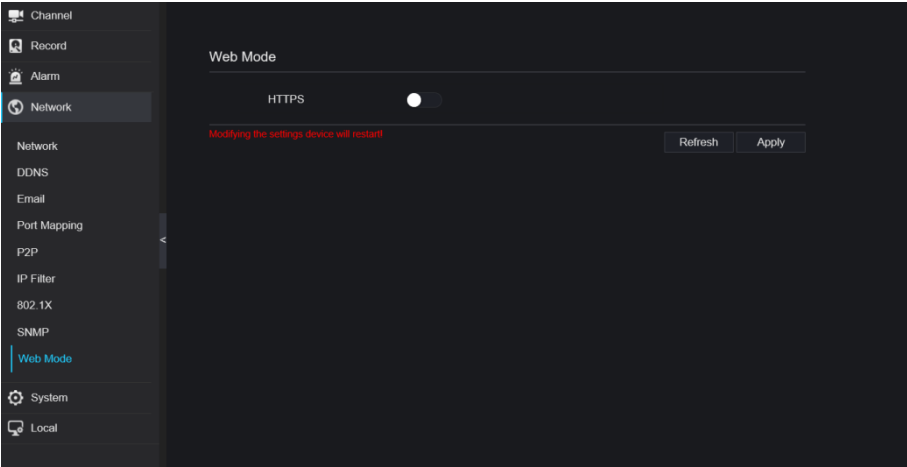 Channel
Record
Alarm
Network
Network
DDNS
Email
Port Mapping
P2P
IP Filter
802.1X
SNMP
Web Mode
System
Local
<
Web Mode
HTTPS
Modifying the settings device will restart!
Refresh Apply